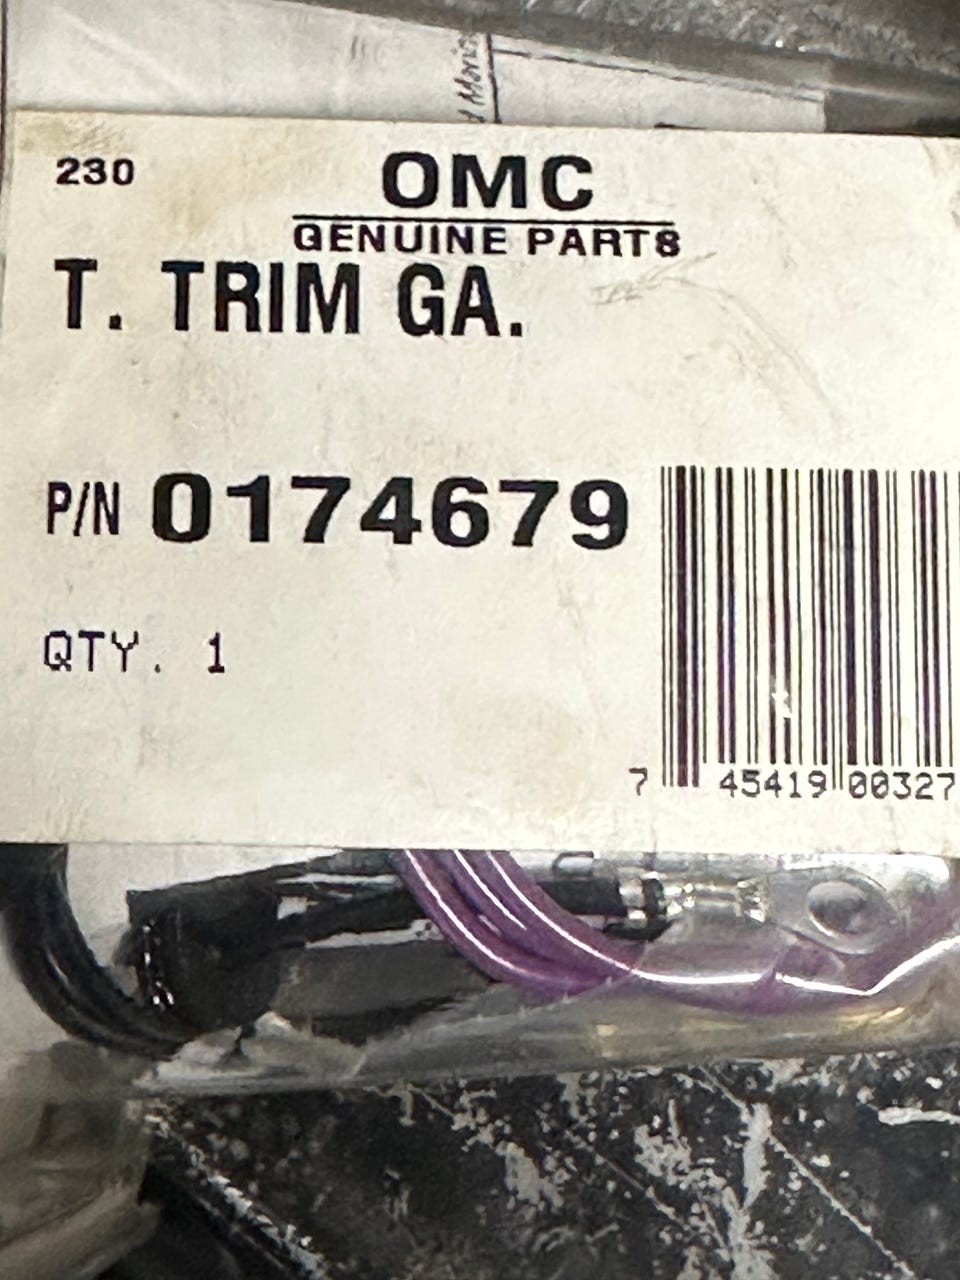 230
OMC
GENUINE PARTS
T. TRIM GA.
P/N 0174679
QTY. 1
7 45419 00327